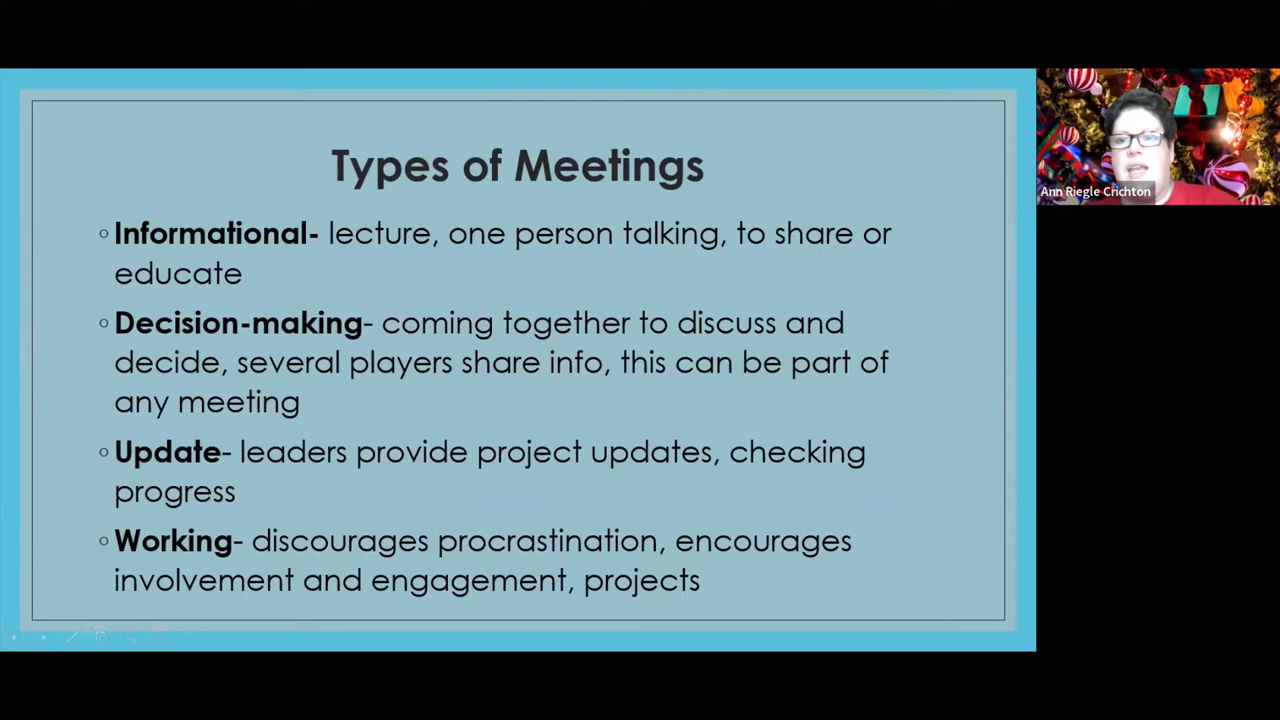 Types of Meetings
◦ Informational- lecture, one person talking, to share or
educate
◦ Decision-making- coming together to discuss and
decide, several players share info, this can be part of
any meeting
◦ Update- leaders provide project updates, checking
progress
◦ Working- discourages procrastination, encourages
involvement and engagement, projects
Ann Riegle Crichton